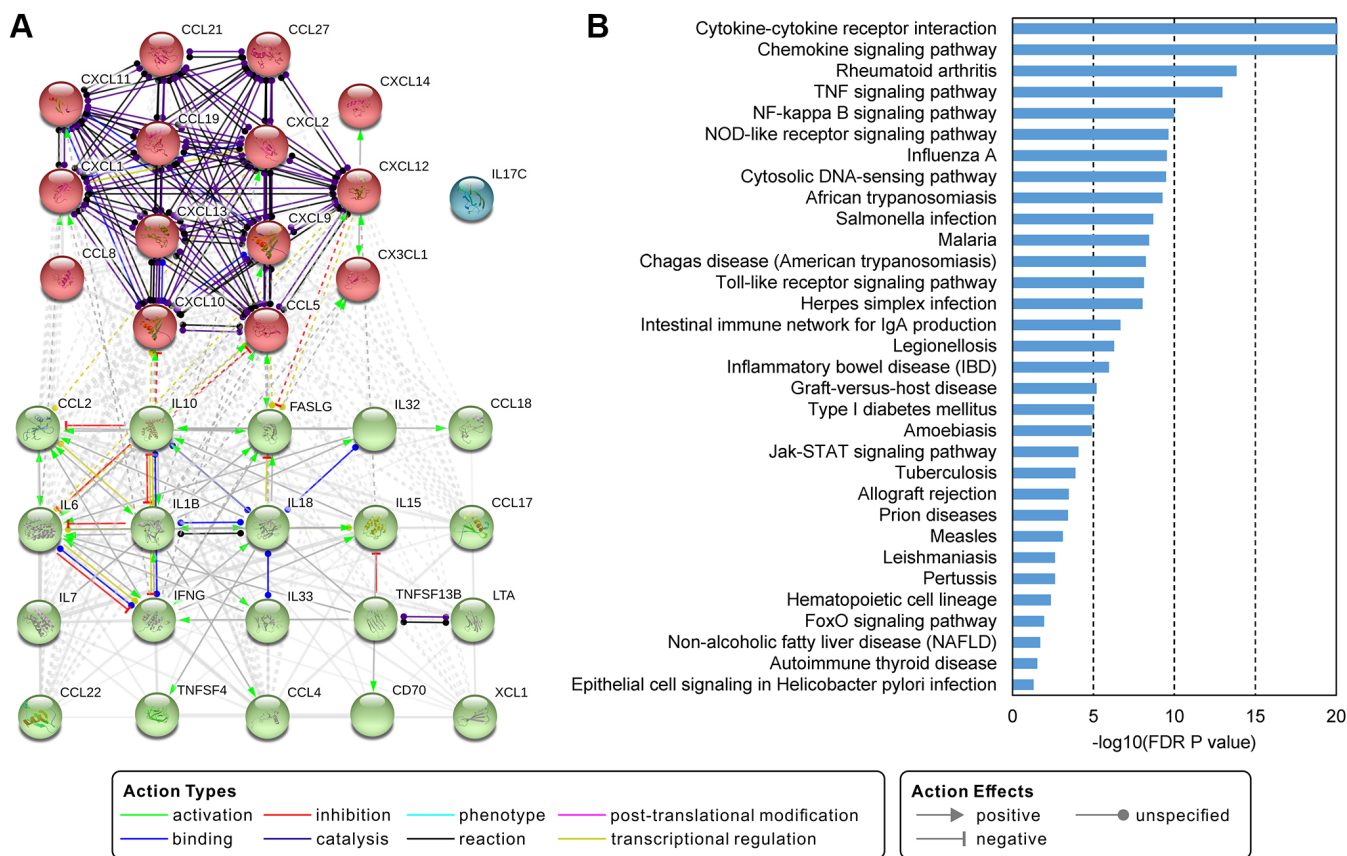 A
CCL21
CCL27
CXCL11
CXCL14
CCL19
CXCL2
CXCL1
CXCL12
IL17C
CXCL13
CXCL9
CCL8
CX3CL1
CXCL10
CCL5
CCL2
IL10
FASLG
IL32
CCL18
IL6
IL1B
IL18
IL15
CCL17
IL7
IFNG
IL33
TNFSF13B
LTA
CCL22
TNFSF4
CCL4
CD70
XCL1
B
Cytokine-cytokine receptor interaction
Chemokine signaling pathway
Rheumatoid arthritis
TNF signaling pathway
NF-kappa B signaling pathway
NOD-like receptor signaling pathway
Influenza A
Cytosolic DNA-sensing pathway
African trypanosomiasis
Salmonella infection
Malaria
Chagas disease (American trypanosomiasis)
Toll-like receptor signaling pathway
Herpes simplex infection
Intestinal immune network for IgA production
Legionellosis
Inflammatory bowel disease (IBD)
Graft-versus-host disease
Type I diabetes mellitus
Amoebiasis
Jak-STAT signaling pathway
Tuberculosis
Allograft rejection
Prion diseases
Measles
Leishmaniasis
Pertussis
Hematopoietic cell lineage
FoxO signaling pathway
Non-alcoholic fatty liver disease (NAFLD)
Autoimmune thyroid disease
Epithelial cell signaling in Helicobacter pylori infection
0 5 10 15 20
-log10(FDR P value)
Action Types
activation inhibition phenotype post-translational modification
binding catalysis reaction transcriptional regulation
Action Effects
positive unspecified
negative